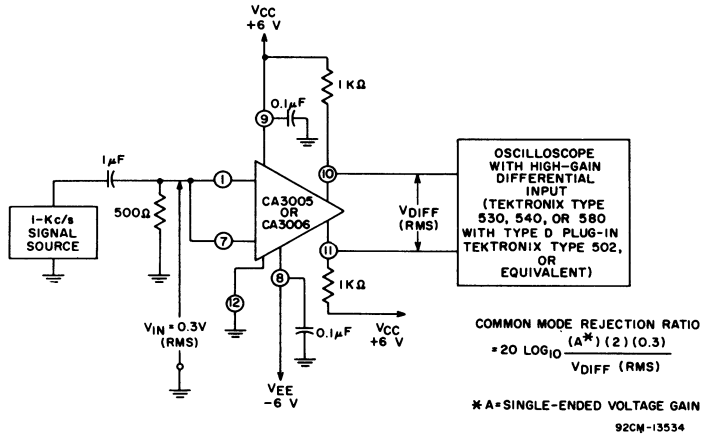 VCC
+6 V
1KΩ
0.1μF
9
1μF
1
10
500Ω
CA3005
OR
CA3006
7
1-Kc/s
SIGNAL
SOURCE
VDIFF
(RMS)
OSCILLOSCOPE
WITH HIGH-GAIN
DIFFERENTIAL
INPUT
(TEKTRONIX TYPE
530, 540, OR 580
WITH TYPE D PLUG-IN
TEKTRONIX TYPE 502,
OR
EQUIVALENT)
11
8
12
1KΩ
VIN = 0.3V
(RMS)
0.1μF
VCC
+6 V
VEE
-6 V
COMMON MODE REJECTION RATIO
= 20 LOG10 (A*) (2) (0.3)
VDIFF (RMS)
* A=SINGLE-ENDED VOLTAGE GAIN
92CM-13534